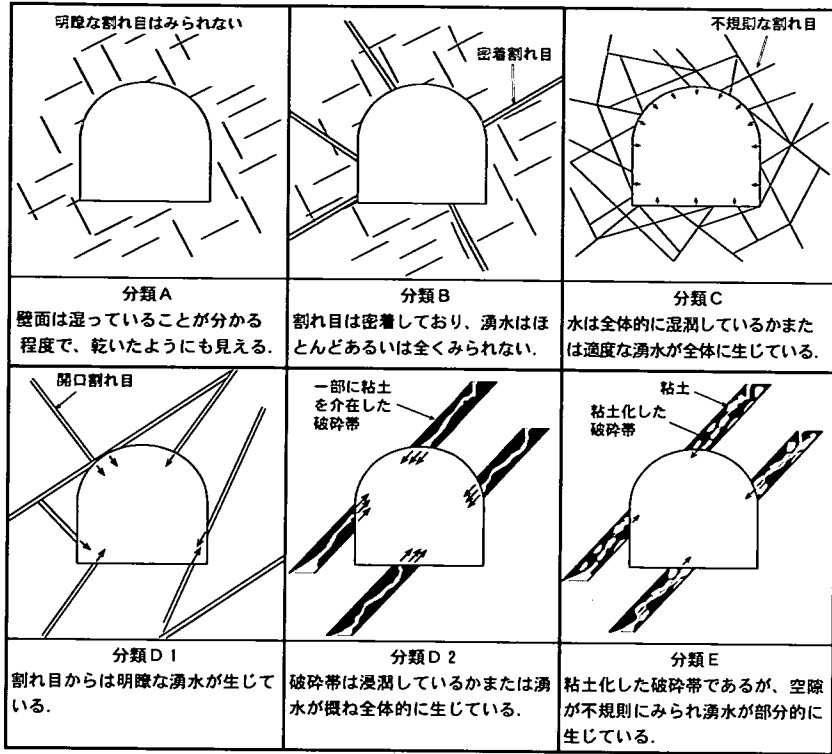 明瞭な割れ目はみられない
分類A
壁面は湿っていることが分かる
程度で、乾いたようにも見える.
密着割れ目
分類B
割れ目は密着しており、湧水はほ
とんどあるいは全くみられない.
不規則な割れ目
分類C
水は全体的に湿潤しているかまた
は適度な湧水が全体に生じている.
開口割れ目
分類D1
割れ目からは明瞭な湧水が生じて
いる.
一部に粘土
を介在した
破砕帯
分類D2
破砕帯は浸潤しているかまたは湧
水が概ね全体的に生じている.
粘土
粘土化した
破砕帯
分類E
粘土化した破砕帯であるが、空隙
が不規則にみられ湧水が部分的に
生じている.